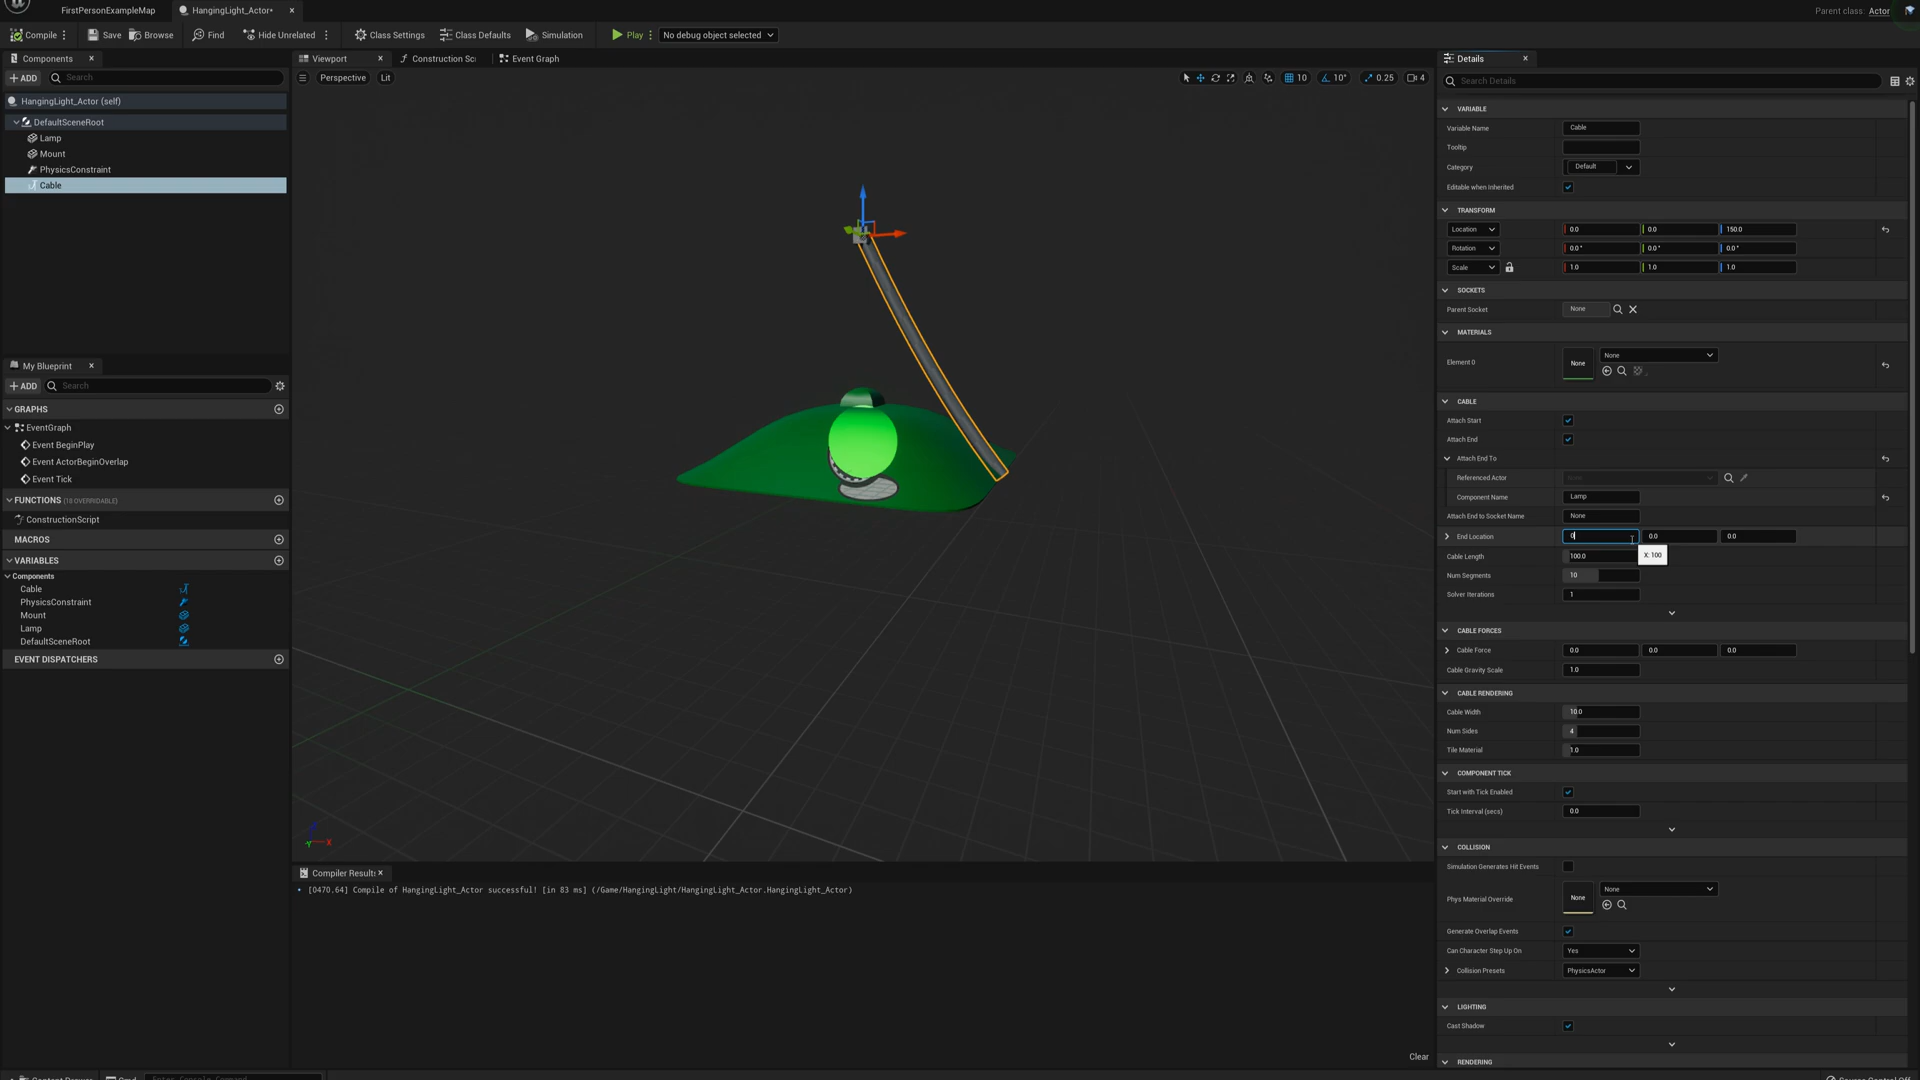 FirstPersonExampleMap
HangingLight_Actor*
Parent class: Actor
Compile
Save
Browse
Find
Hide Unrelated
Class Settings
Class Defaults
Simulation
Play
No debug object selected
Components
ADD
Search
HangingLight_Actor (self)
DefaultSceneRoot
Lamp
Mount
PhysicsConstraint
Cable
My Blueprint
ADD
Search
GRAPHS
EventGraph
Event BeginPlay
Event ActorBeginOverlap
Event Tick
FUNCTIONS (18 OVERRIDABLE)
ConstructionScript
MACROS
VARIABLES
Components
Cable
PhysicsConstraint
Mount
Lamp
DefaultSceneRoot
EVENT DISPATCHERS
Viewport
Construction Sc
Event Graph
Perspective
Lit
10
10°
0.25
4
X
Compiler Results
[0470.64] Compile of HangingLight_Actor successful! [in 83 ms] (/Game/HangingLight/HangingLight_Actor.HangingLight_Actor)
Clear
Details
Search Details
VARIABLE
Variable Name Cable
Tooltip
Category Default
Editable when Inherited
TRANSFORM
Location 0.0 0.0 150.0
Rotation 0.0° 0.0° 0.0°
Scale 1.0 1.0 1.0
SOCKETS
Parent Socket None
MATERIALS
Element 0 None None
CABLE
Attach Start
Attach End
Attach End To
Referenced Actor
Component Name Lamp
Attach End to Socket Name None
End Location 0 0.0 0.0
X: 100
Cable Length 100.0
Num Segments 10
Solver Iterations 1
CABLE FORCES
Cable Force 0.0 0.0 0.0
Cable Gravity Scale 1.0
CABLE RENDERING
Cable Width 10.0
Num Sides 4
Tile Material 1.0
COMPONENT TICK
Start with Tick Enabled
Tick Interval (secs) 0.0
COLLISION
Simulation Generates Hit Events
Phys Material Override None None
Generate Overlap Events
Can Character Step Up On Yes
Collision Presets PhysicsActor
LIGHTING
Cast Shadow
RENDERING